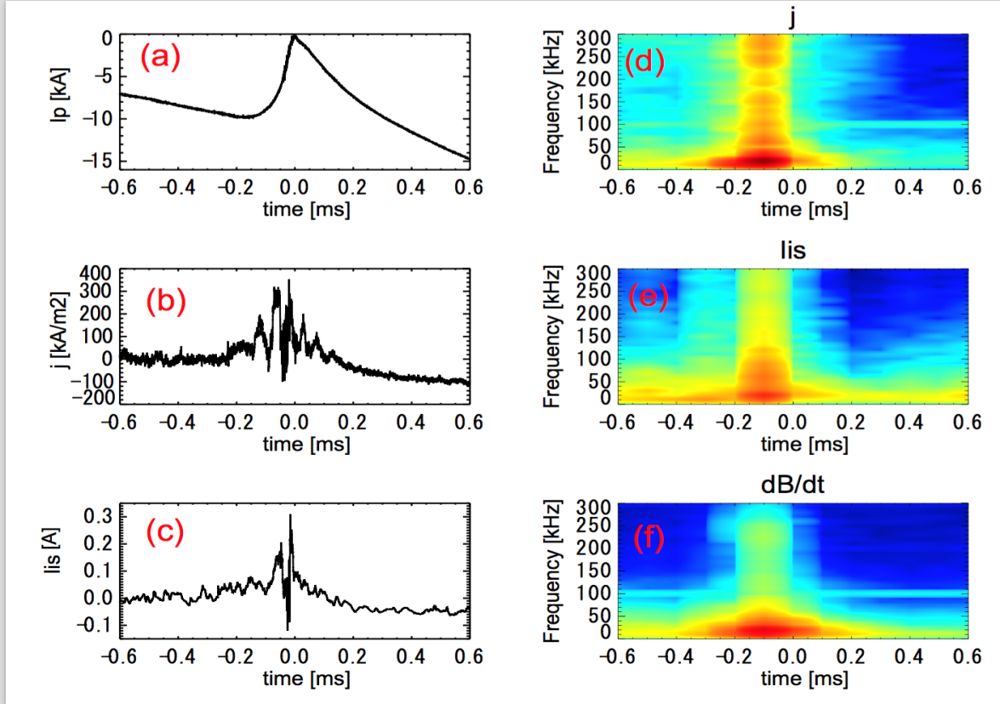 (a)
Ip [kA]
0
−5
−10
−15
−0.6 −0.4 −0.2 0.0 0.2 0.4 0.6
time [ms]
j
(d)
Frequency [kHz]
300
250
200
150
100
50
0
−0.6 −0.4 −0.2 0.0 0.2 0.4 0.6
time [ms]
(b)
j [kA/m2]
400
300
200
100
0
−100
−200
−0.6 −0.4 −0.2 0.0 0.2 0.4 0.6
time [ms]
Iis
(e)
Frequency [kHz]
300
250
200
150
100
50
0
−0.6 −0.4 −0.2 0.0 0.2 0.4 0.6
time [ms]
(c)
Iis [A]
0.3
0.2
0.1
0.0
−0.1
−0.6 −0.4 −0.2 0.0 0.2 0.4 0.6
time [ms]
dB/dt
(f)
Frequency [kHz]
300
250
200
150
100
50
0
−0.6 −0.4 −0.2 0.0 0.2 0.4 0.6
time [ms]